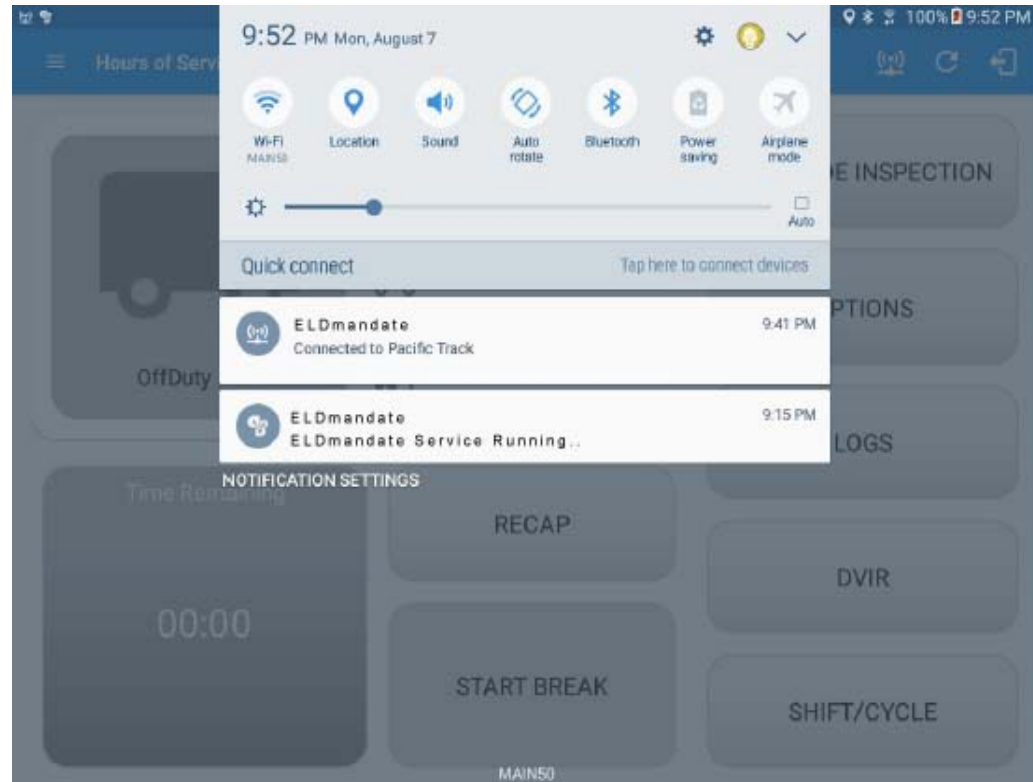 100% 9:52 PM
9:52 PM Mon, August 7
Hours of Servi
Wi-Fi
MAIN50
Location
Sound
Auto
rotate
Bluetooth
Power
saving
Airplane
mode
Auto
Quick connect
Tap here to connect devices
ELDmandate
9:41 PM
Connected to Pacific Track
ELDmandate
9:15 PM
ELDmandate Service Running..
NOTIFICATION SETTINGS
OffDuty
Time Remaining
00:00
RECAP
START BREAK
DE INSPECTION
PTIONS
LOGS
DVIR
SHIFT/CYCLE
MAIN50